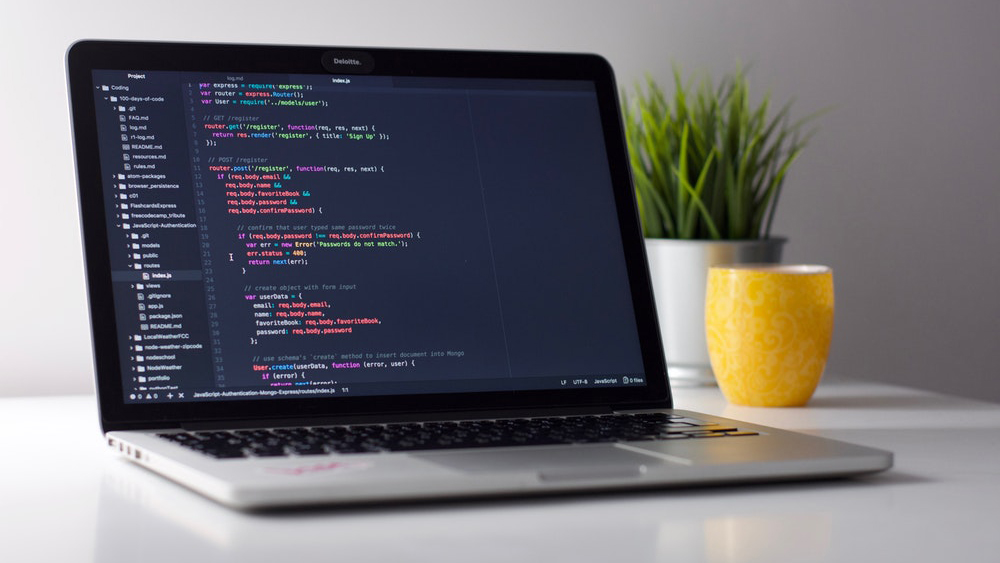 Deloitte.
Project
log.md
index.js
Coding
100-days-of-code
.git
FAQ.md
log.md
r1-log.md
README.md
resources.md
rules.md
atom-packages
browser_persistence
c01
FlashcardsExpress
freecodecamp_tribute
JavaScript-Authentication
.git
models
public
routes
index.js
views
.gitignore
app.js
package.json
README.md
LocalWeatherFCC
node-weather-zipcode
nodeschool
NodeWeather
portfolio
1 var express = require('express');
2 var router = express.Router();
3 var User = require('../models/user');
4
5 // GET /register
6 router.get('/register', function(req, res, next) {
7 return res.render('register', { title: 'Sign Up' });
8 });
9
10 // POST /register
11 router.post('/register', function(req, res, next) {
12 if (req.body.email &&
13 req.body.name &&
14 req.body.favoriteBook &&
15 req.body.password &&
16 req.body.confirmPassword) {
17
18 // confirm that user typed same password twice
19 if (req.body.password !== req.body.confirmPassword) {
20 var err = new Error('Passwords do not match.');
21 err.status = 400;
22 return next(err);
23 }
24
25 // create object with form input
26 var userData = {
27 email: req.body.email,
28 name: req.body.name,
29 favoriteBook: req.body.favoriteBook,
30 password: req.body.password
31 };
32
33 // use schema's `create` method to insert document into Mongo
34 User.create(userData, function (error, user) {
35 if (error) {
return next(error);
0 0 JavaScript-Authentication-Mongo-Express/routes/index.js 1:1 LF UTF-8 JavaScript 0 files